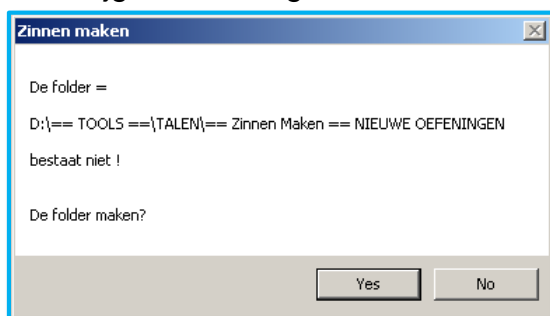 Zinnen maken
De folder =
D:\== TOOLS ==\TALEN\== Zinnen Maken == NIEUWE OEFENINGEN
bestaat niet !
De folder maken?
Yes No